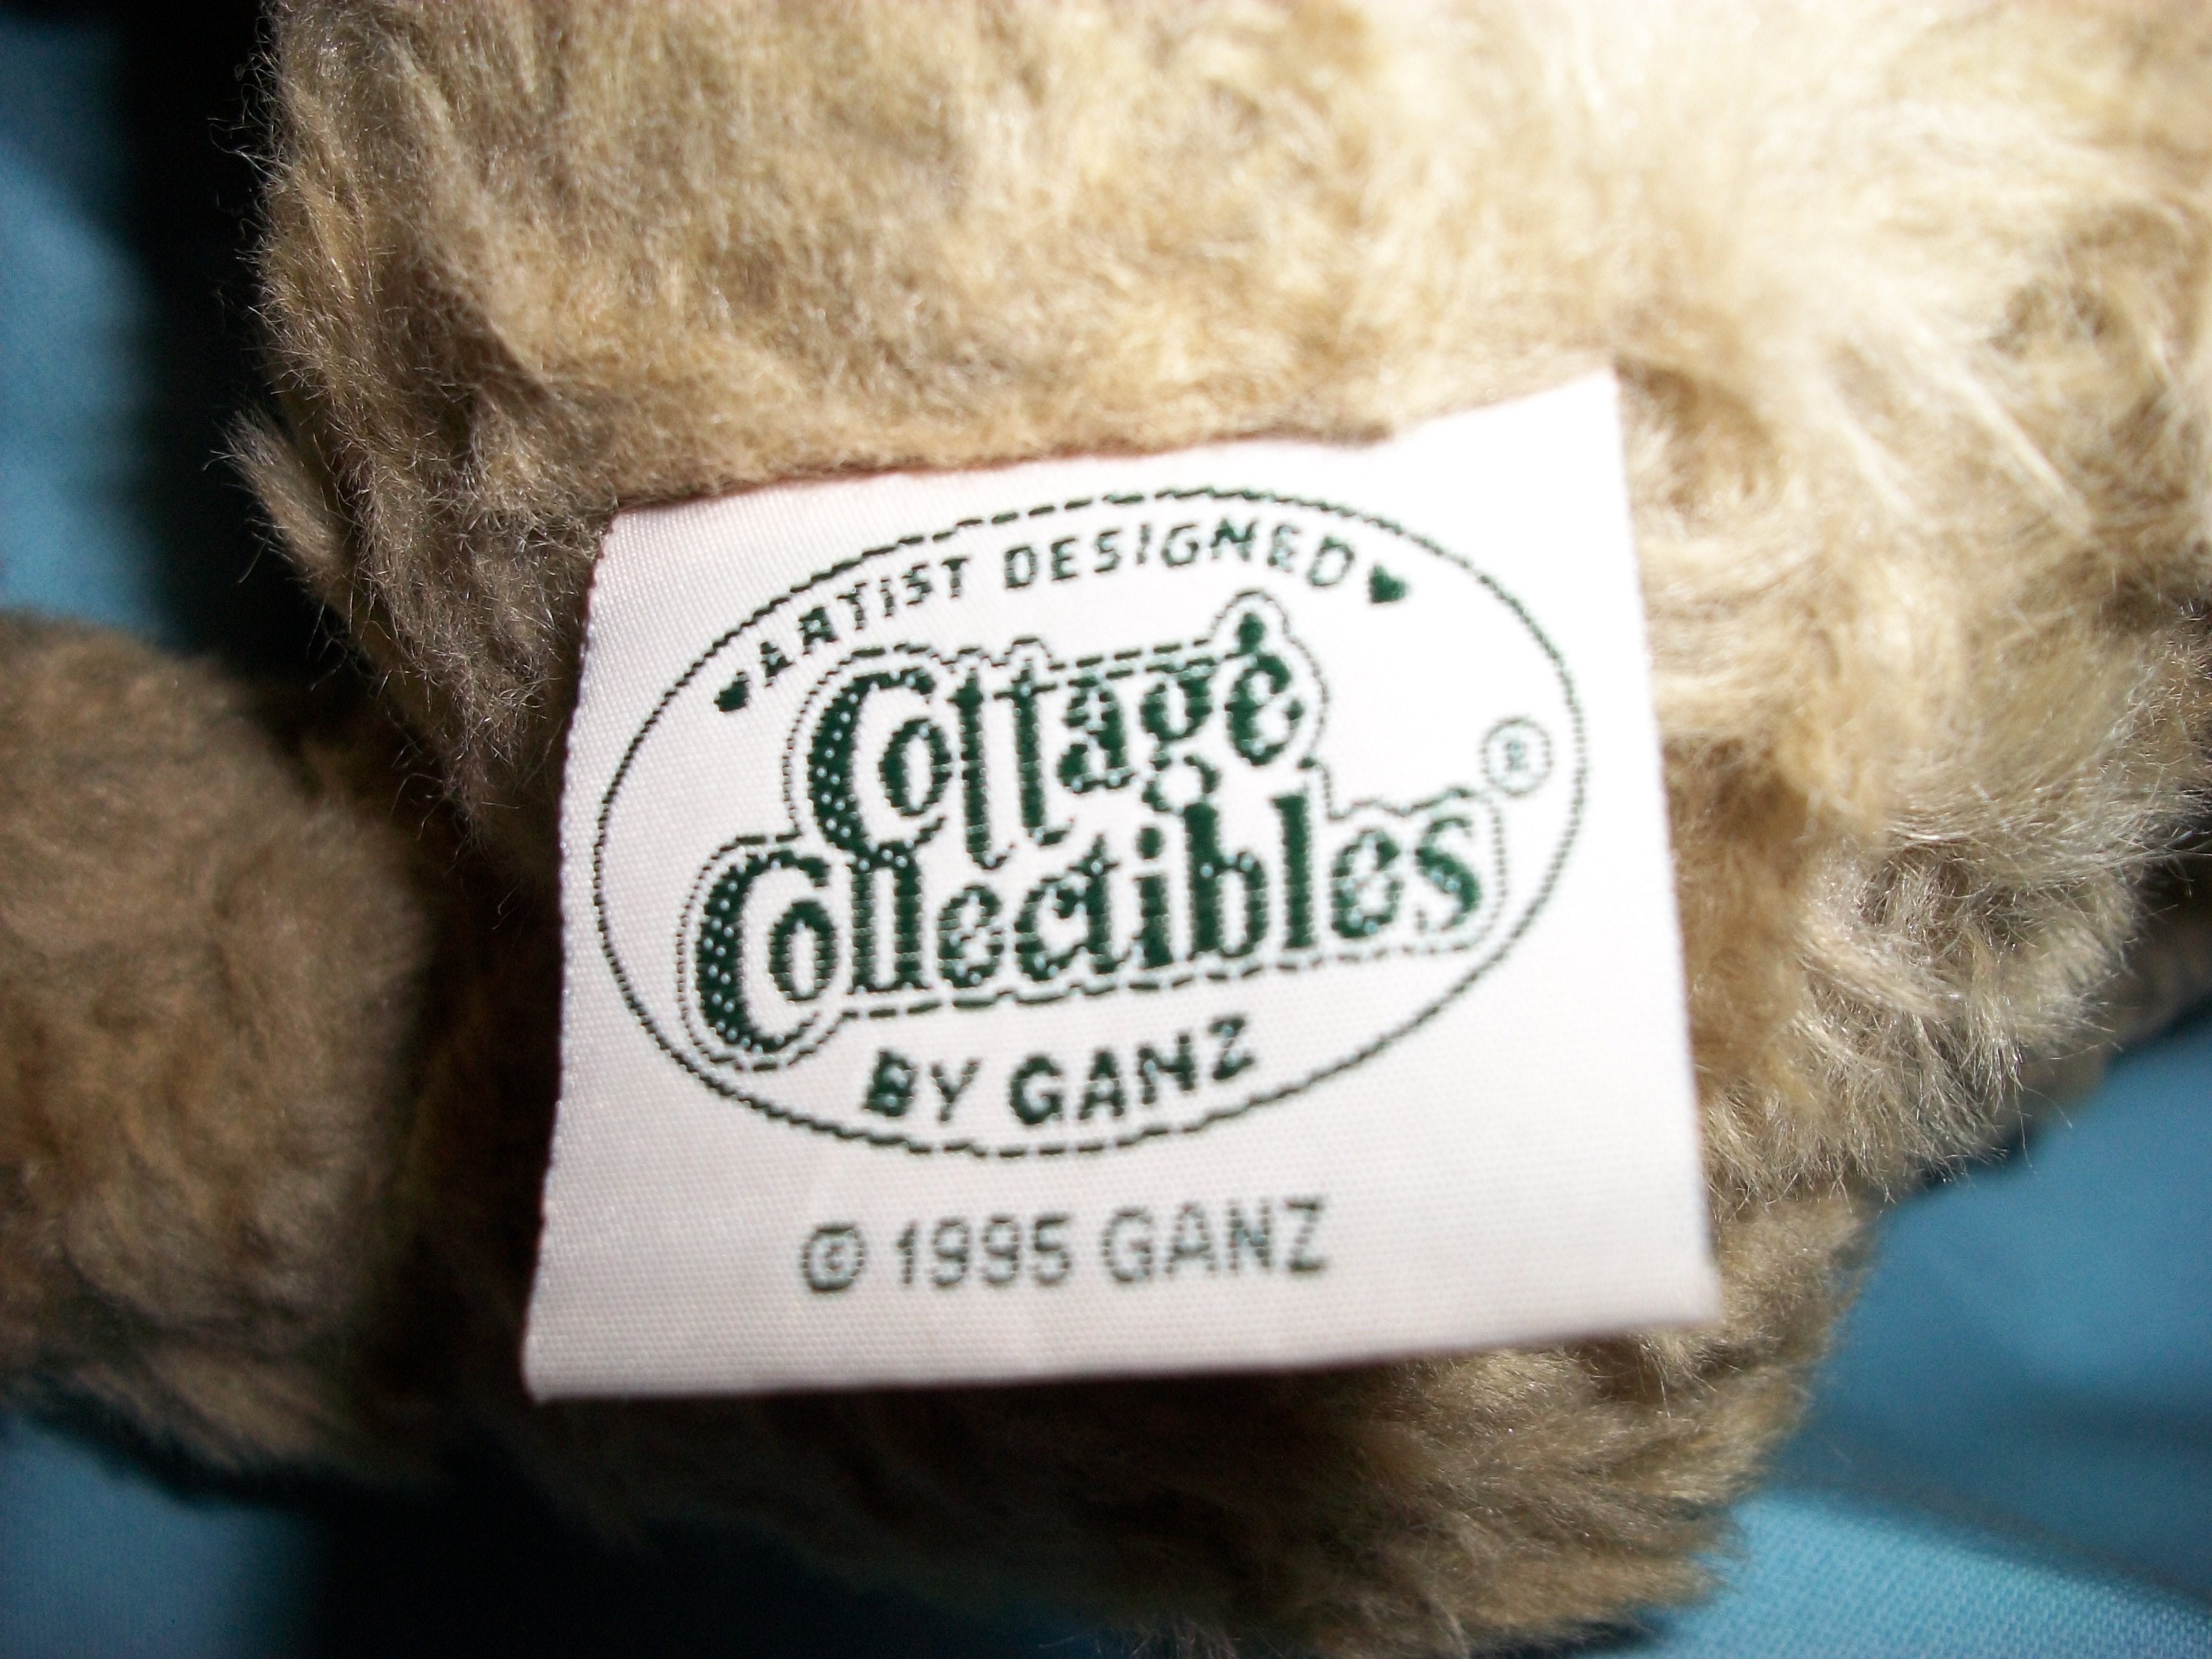 ♥ARTIST DESIGNED♥
Cottage
Collectibles ®
BY GANZ
© 1995 GANZ